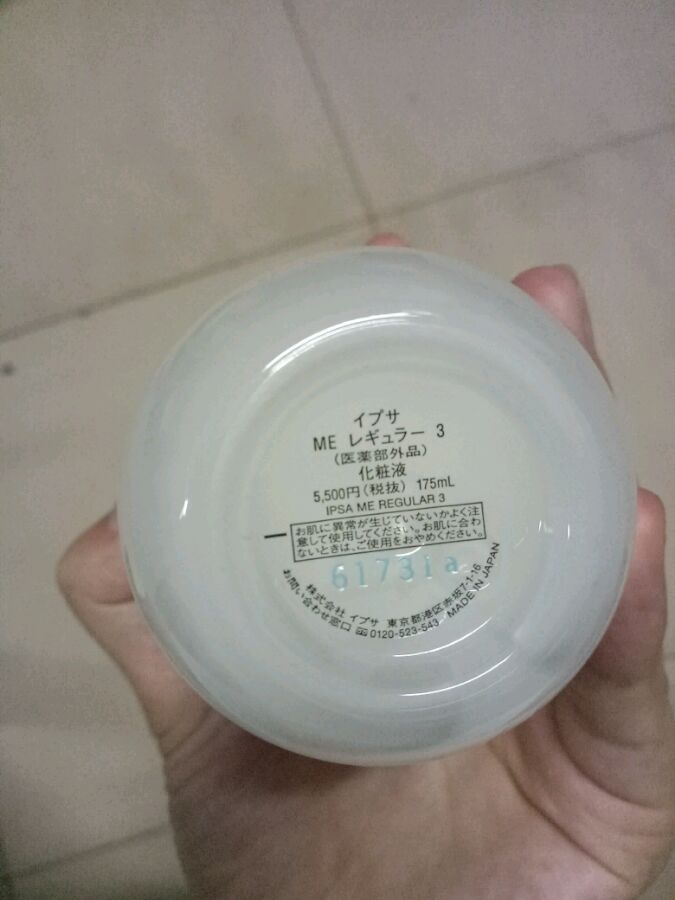 イプサ
ME レギュラー 3
(医薬部外品)
化粧液
5,500円(税抜) 175mL
IPSA ME REGULAR 3
お肌に異常が生じていないかよく注
意して使用してください。お肌に合わ
ないときは、ご使用をおやめください。
61731a
株式会社 イプサ 東京都港区赤坂7-1-16
お問い合わせ窓口 0120-523-543 MADE IN JAPAN